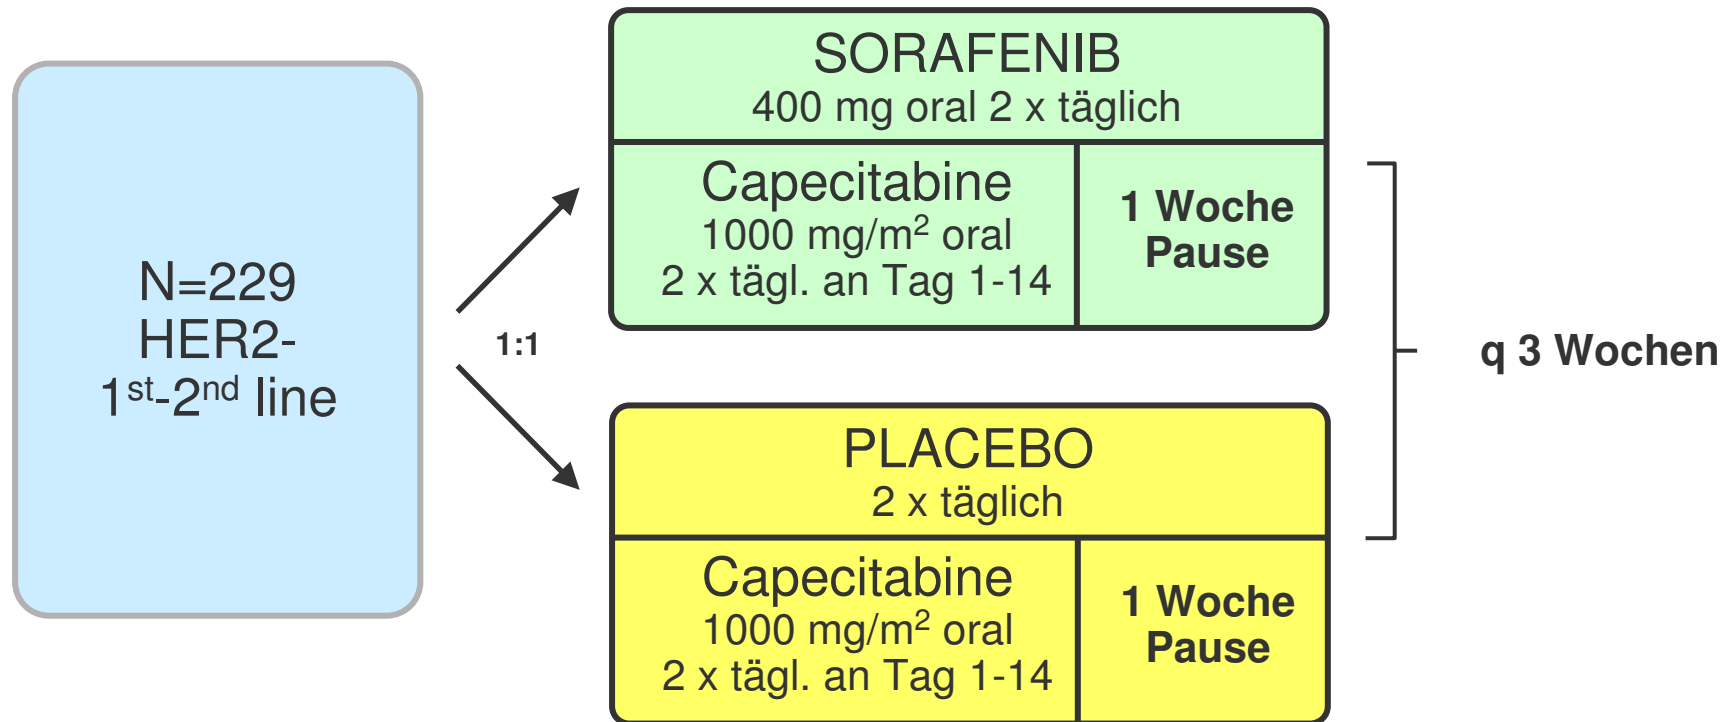 N=229
HER2-
1st-2nd line
1:1
SORAFENIB
400 mg oral 2 x täglich
Capecitabine
1000 mg/m² oral
2 x tägl. an Tag 1-14
1 Woche
Pause
PLACEBO
2 x täglich
Capecitabine
1000 mg/m² oral
2 x tägl. an Tag 1-14
1 Woche
Pause
q 3 Wochen